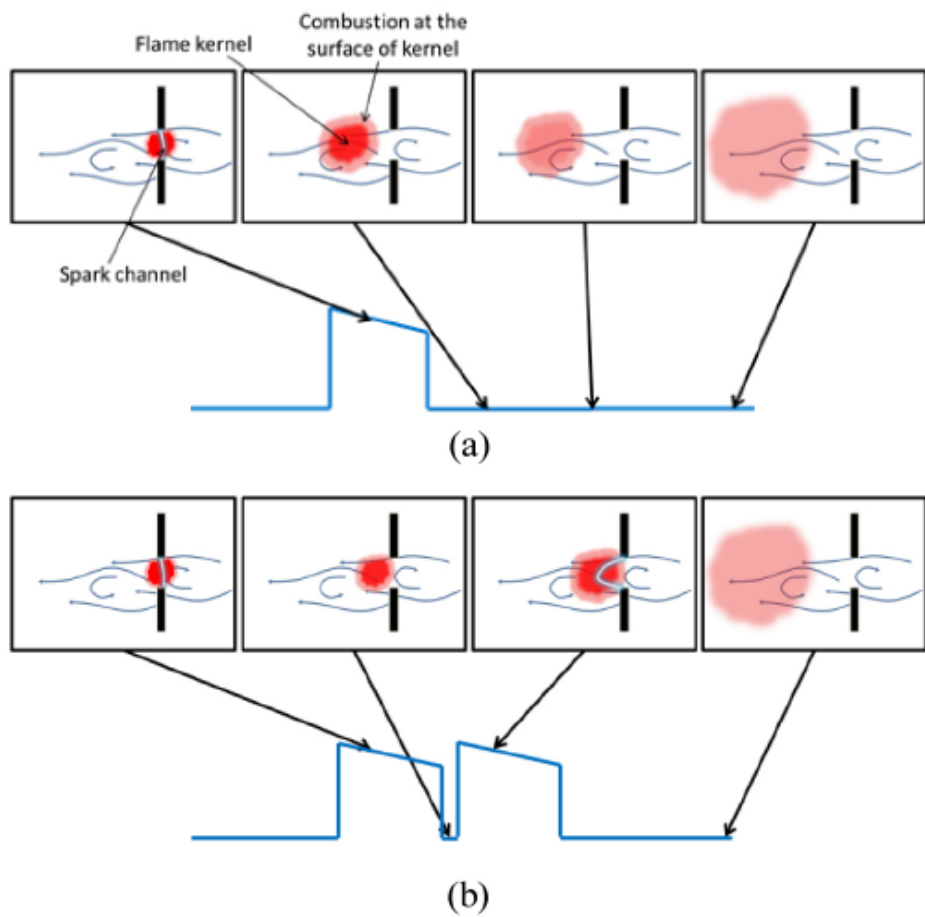 Flame kernel
Combustion at the
surface of kernel
Spark channel
(a)
(b)